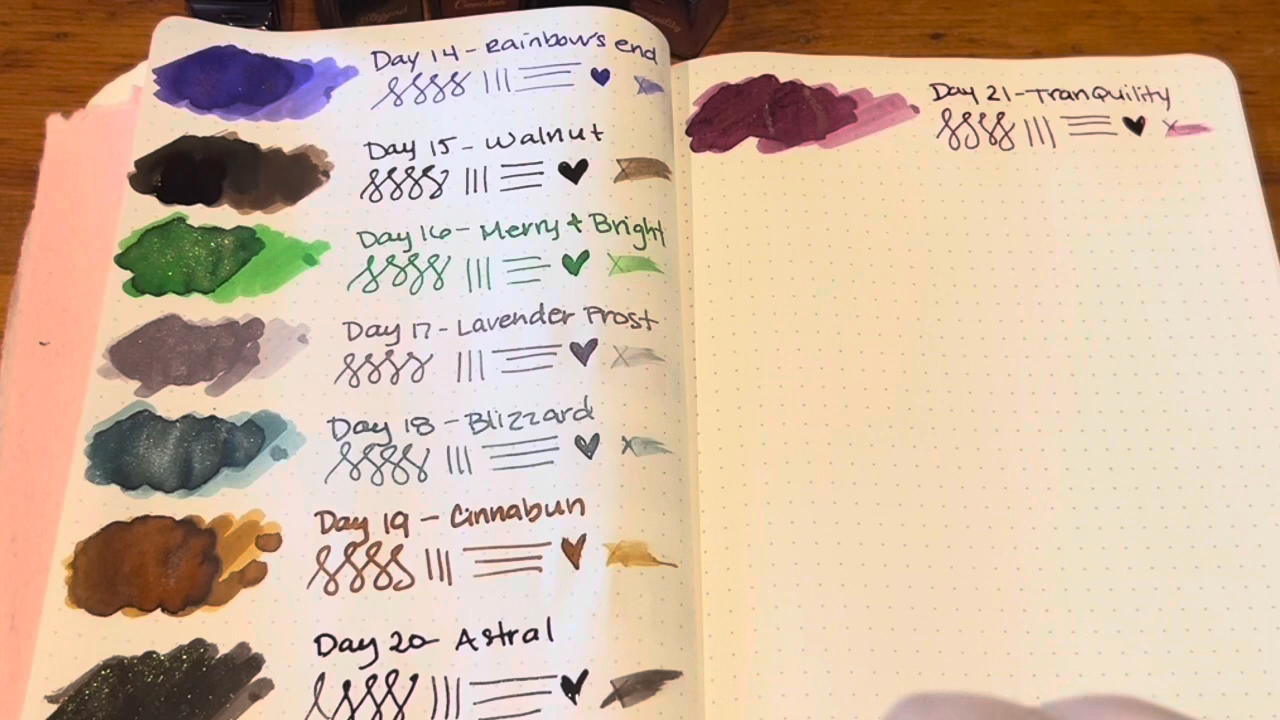 Day 14 - Rainbow's end
Day 15 - Walnut
Day 16 - Merry + Bright
Day 17 - Lavender Frost
Day 18 - Blizzard
Day 19 - Cinnabun
Day 20 - Astral
Day 21 - Tranquility